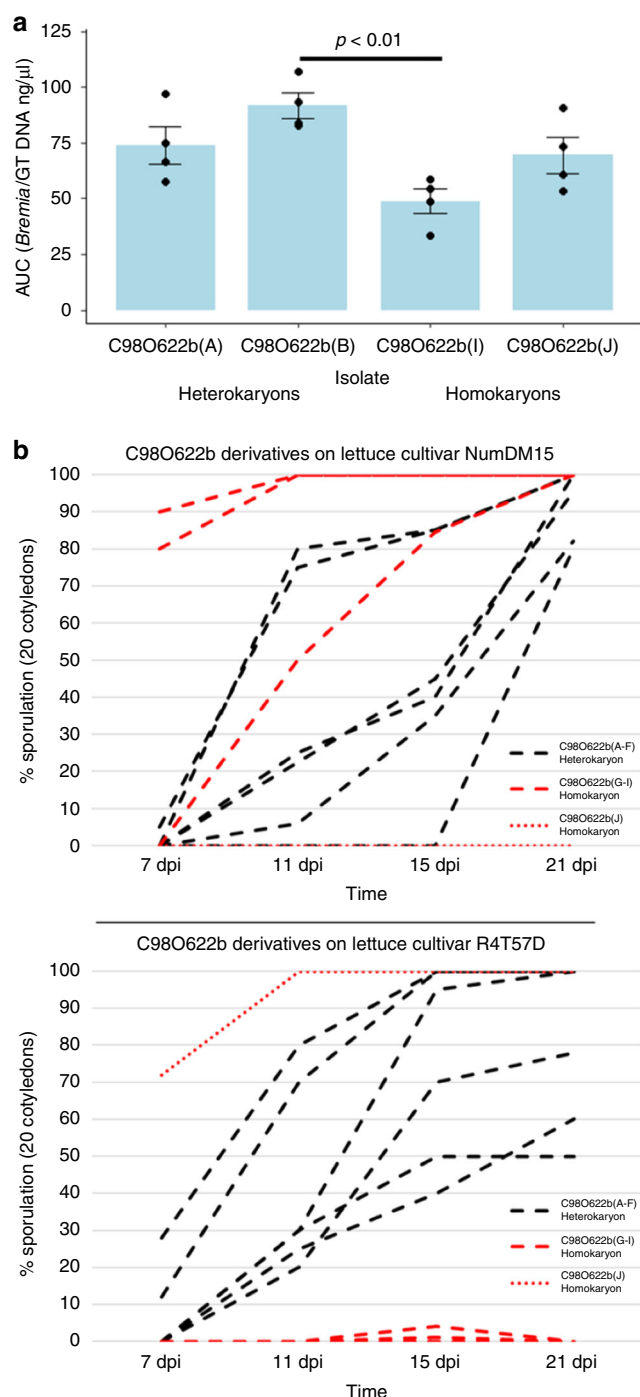 a
125
100
75
50
25
0
AUC (Bremia/GT DNA ng/µl)
p < 0.01
C98O622b(A) C98O622b(B) C98O622b(I) C98O622b(J)
Isolate
Heterokaryons Homokaryons
b
C98O622b derivatives on lettuce cultivar NumDM15
100
90
80
70
60
50
40
30
20
10
0
% sporulation (20 cotyledons)
C98O622b(A-F)
Heterokaryon
C98O622b(G-I)
Homokaryon
C98O622b(J)
Homokaryon
7 dpi 11 dpi 15 dpi 21 dpi
Time
C98O622b derivatives on lettuce cultivar R4T57D
100
90
80
70
60
50
40
30
20
10
0
% sporulation (20 cotyledons)
C98O622b(A-F)
Heterokaryon
C98O622b(G-I)
Homokaryon
C98O622b(J)
Homokaryon
7 dpi 11 dpi 15 dpi 21 dpi
Time